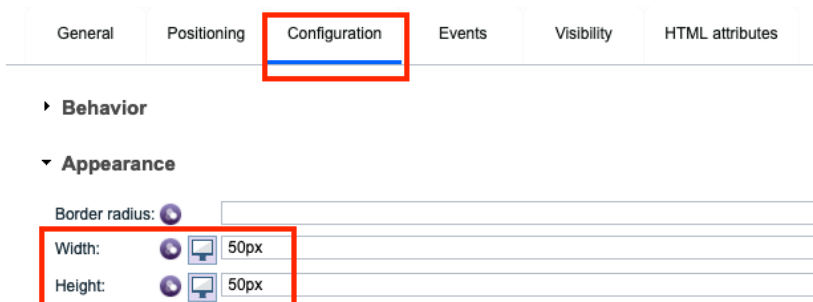 General Positioning Configuration Events Visibility HTML attributes
Behavior
Appearance
Border radius:
Width: 50px
Height: 50px